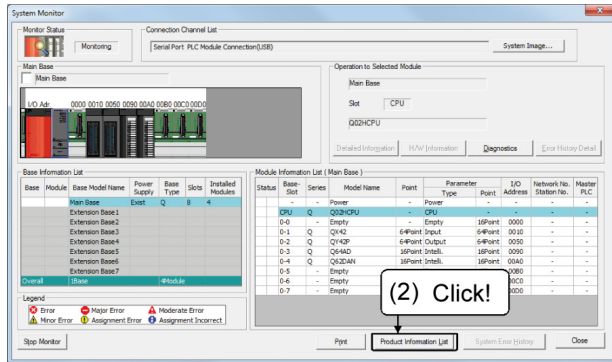 System Monitor
Monitor Status
Monitoring
Connection Channel List
Serial Port PLC Module Connection(USB)
System Image...
Main Base
Main Base
I/O Adr. 0000 0010 0050 0090 00A0 00B0 00C0 00D0
Operation to Selected Module
Main Base
Slot CPU
Q02HCPU
Detailed Information H/W Information Diagnostics Error History Detail
Base Information List
Base Module Base Model Name Power Supply Base Type Slots Installed Modules
Main Base Exist Q 8 4
Extension Base1
Extension Base2
Extension Base3
Extension Base4
Extension Base5
Extension Base6
Extension Base7
Overall 1Base 4Module
Module Information List ( Main Base )
Status Base-Slot Series Model Name Point Parameter Type Point I/O Address Network No. Station No. Master PLC
- - Power - Power - - - -
CPU Q Q02HCPU - CPU - - - -
0-0 - Empty - Empty 16Point 0000 - -
0-1 Q QX42 64Point Input 64Point 0010 - -
0-2 Q QY42P 64Point Output 64Point 0050 - -
0-3 Q Q64AD 16Point Intelli. 16Point 0090 - -
0-4 Q Q62DAN 16Point Intelli. 16Point 00A0 - -
0-5 - Empty 00B0 - -
0-6 - Empty 00C0 - -
0-7 - Empty 00D0 - -
(2) Click!
Legend
Error Major Error Moderate Error
Minor Error Assignment Error Assignment Incorrect
Stop Monitor Print Product Information List System Error History Close